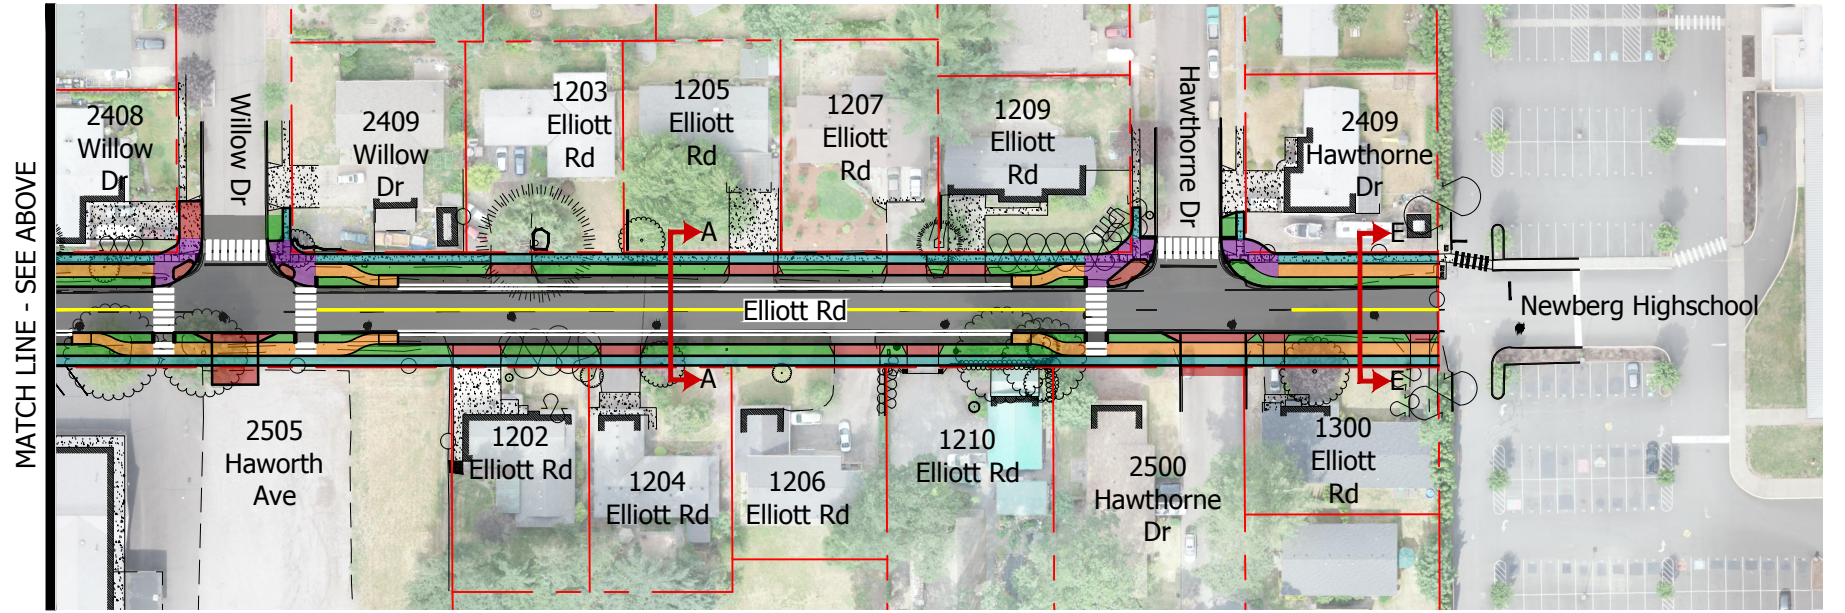 MATCH LINE - SEE ABOVE
2408
Willow
Dr
Willow Dr
2409
Willow
Dr
1203
Elliott
Rd
1205
Elliott
Rd
1207
Elliott
Rd
1209
Elliott
Rd
Hawthorne Dr
2409
Hawthorne
Dr
A
E
Elliott Rd
Newberg Highschool
A
E
2505
Haworth
Ave
1202
Elliott Rd
1204
Elliott Rd
1206
Elliott Rd
1210
Elliott Rd
2500
Hawthorne
Dr
1300
Elliott
Rd